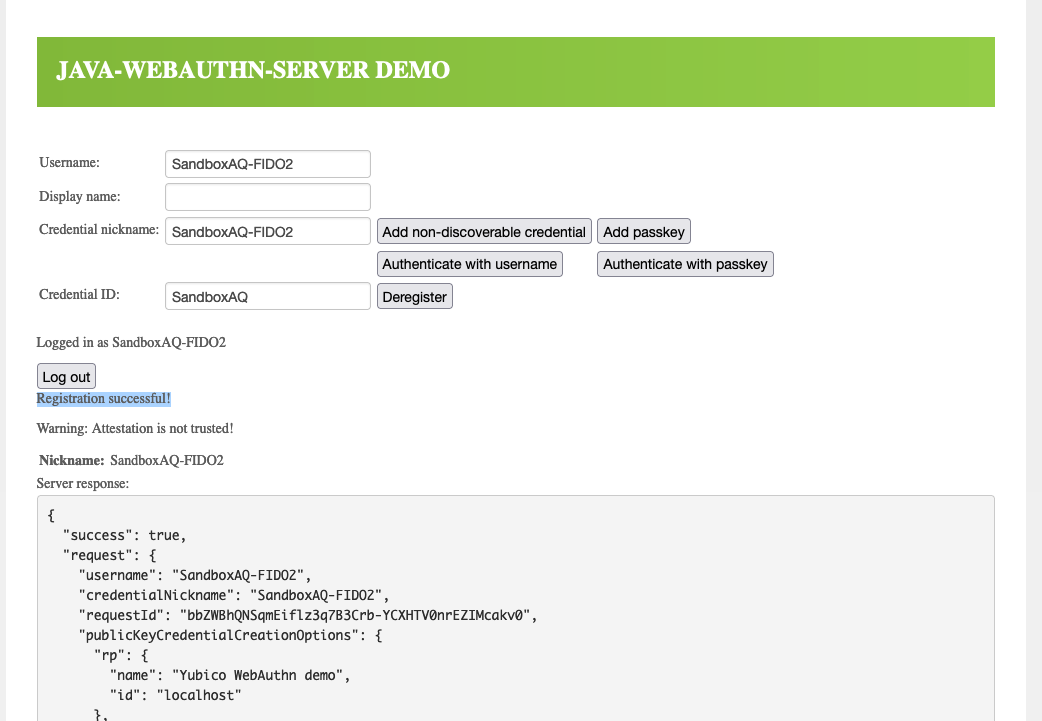 JAVA-WEBAUTHN-SERVER DEMO
Username: SandboxAQ-FIDO2
Display name:
Credential nickname: SandboxAQ-FIDO2 Add non-discoverable credential Add passkey
Authenticate with username Authenticate with passkey
Credential ID: SandboxAQ Deregister
Logged in as SandboxAQ-FIDO2
Log out
Registration successful!
Warning: Attestation is not trusted!
Nickname: SandboxAQ-FIDO2
Server response:
{
  "success": true,
  "request": {
    "username": "SandboxAQ-FIDO2",
    "credentialNickname": "SandboxAQ-FIDO2",
    "requestId": "bbZWBhQNSqmEiflz3q7B3Crb-YCXHTV0nrEZIMcakv0",
    "publicKeyCredentialCreationOptions": {
      "rp": {
        "name": "Yubico WebAuthn demo",
        "id": "localhost"
      },